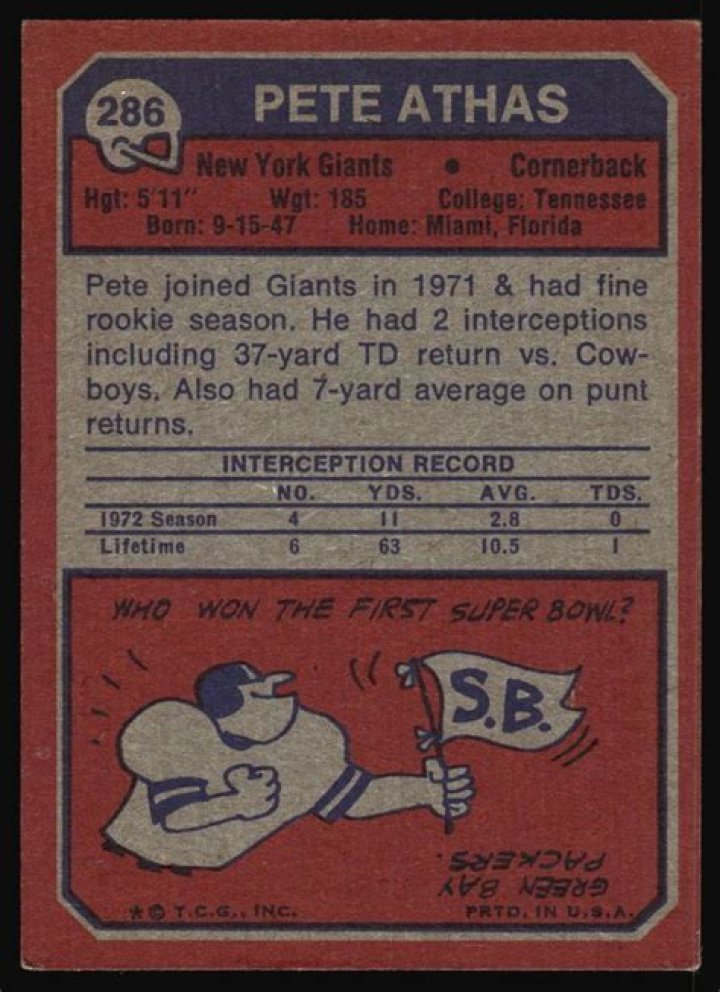 286
PETE ATHAS
New York Giants • Cornerback
Hgt: 5'11" Wgt: 185 College: Tennessee
Born: 9-15-47 Home: Miami, Florida
Pete joined Giants in 1971 & had fine
rookie season. He had 2 interceptions
including 37-yard TD return vs. Cow-
boys. Also had 7-yard average on punt
returns.
INTERCEPTION RECORD
NO. YDS. AVG. TDS.
1972 Season 4 11 2.8 0
Lifetime 6 63 10.5 1
WHO WON THE FIRST SUPER BOWL?
S.B.
GREEN BAY
PACKERS.
* © T.C.G., INC. PRTD. IN U.S.A.